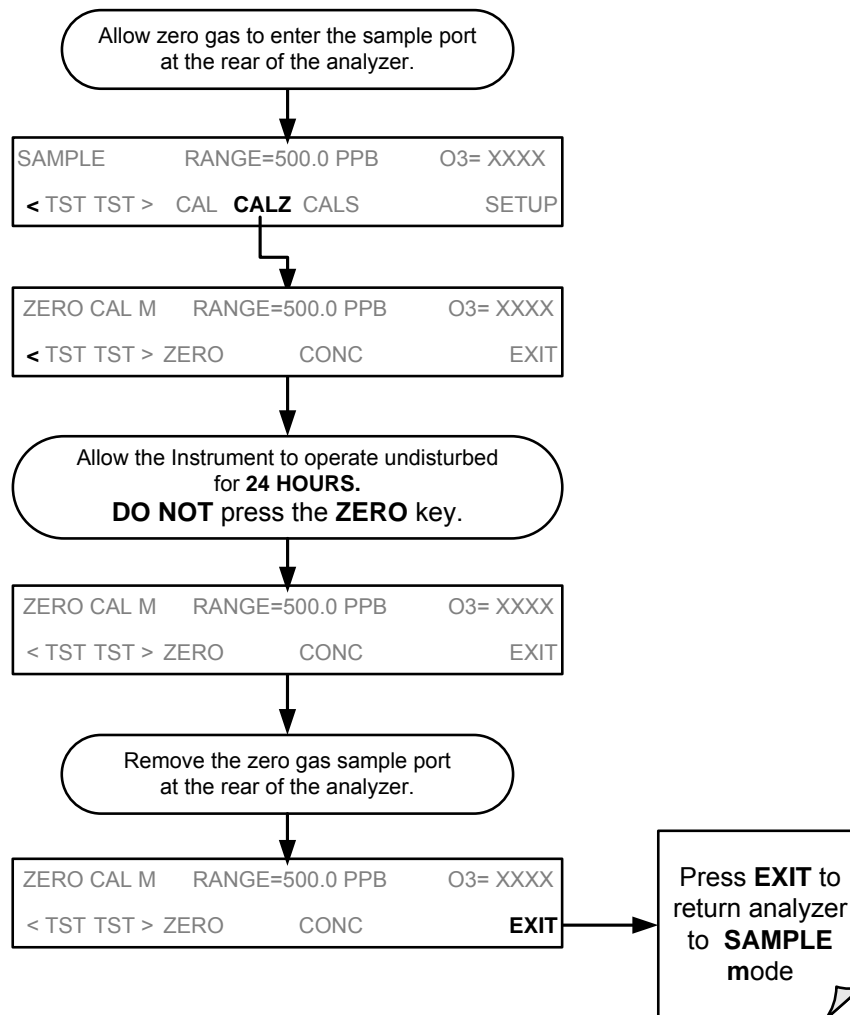 Allow zero gas to enter the sample port
at the rear of the analyzer.
SAMPLE RANGE=500.0 PPB O3= XXXX
< TST TST > CAL CALZ CALS SETUP
ZERO CAL M RANGE=500.0 PPB O3= XXXX
< TST TST > ZERO CONC EXIT
Allow the Instrument to operate undisturbed
for 24 HOURS.
DO NOT press the ZERO key.
ZERO CAL M RANGE=500.0 PPB O3= XXXX
< TST TST > ZERO CONC EXIT
Remove the zero gas sample port
at the rear of the analyzer.
ZERO CAL M RANGE=500.0 PPB O3= XXXX
< TST TST > ZERO CONC EXIT
Press EXIT to
return analyzer
to SAMPLE
mode